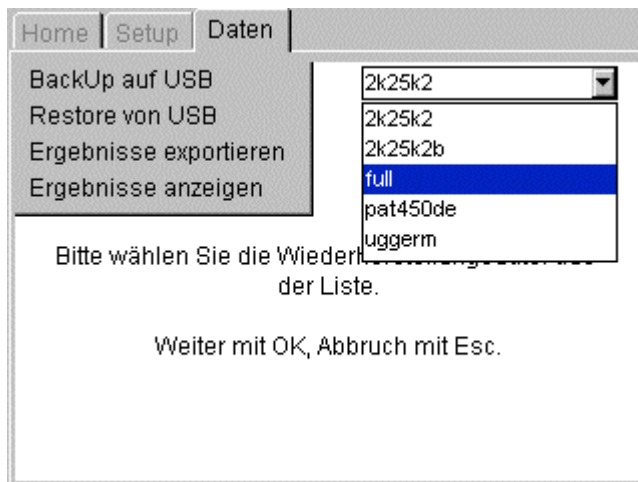 Home Setup Daten
BackUp auf USB
Restore von USB
Ergebnisse exportieren
Ergebnisse anzeigen
2k25k2
2k25k2
2k25k2b
full
pat450de
uggerm
Bitte wählen Sie die
der Liste.
Weiter mit OK, Abbruch mit Esc.